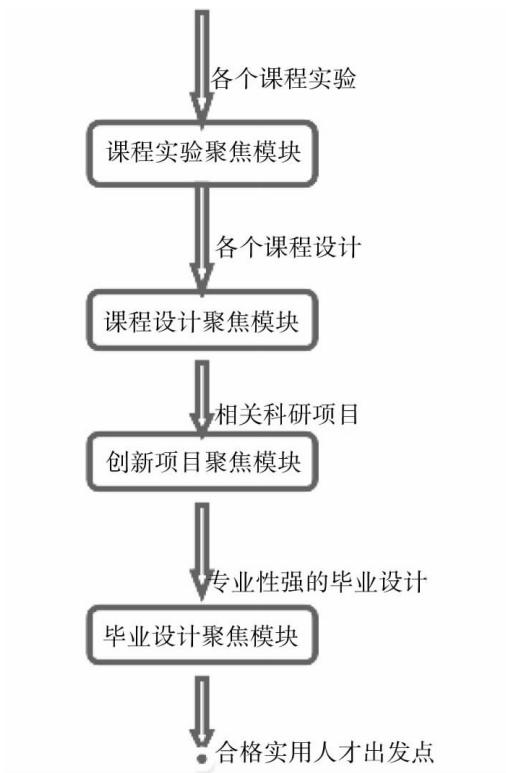 各个课程实验
课程实验聚焦模块
各个课程设计
课程设计聚焦模块
相关科研项目
创新项目聚焦模块
专业性强的毕业设计
毕业设计聚焦模块
合格实用人才出发点